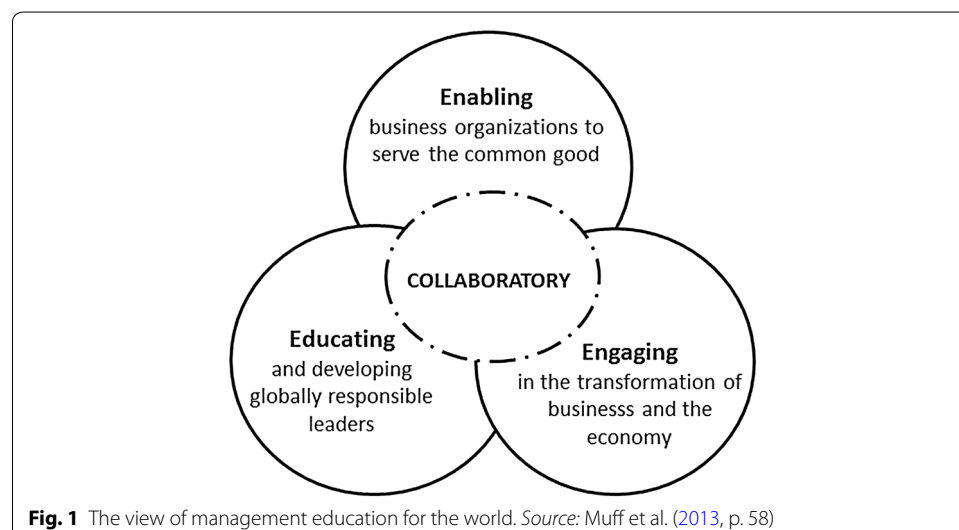 Enabling
business organizations to
serve the common good
COLLABORATORY
Educating
and developing
globally responsible
leaders
Engaging
in the transformation of
businesss and the
economy
Fig. 1 The view of management education for the world. Source: Muff et al. (2013, p. 58)